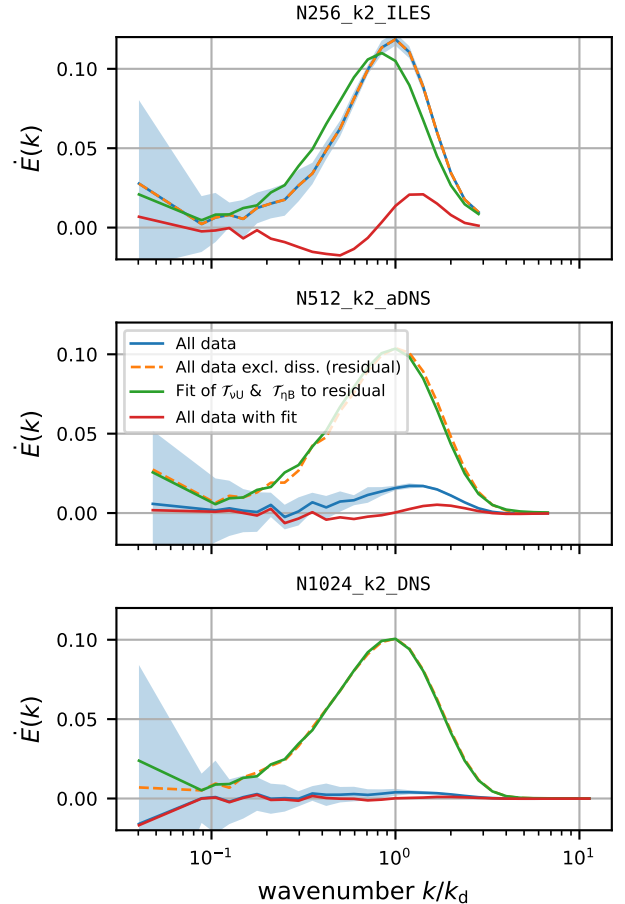 N256_k2_ILES
0.10
0.05
0.00
Ė(k)
N512_k2_aDNS
0.10
0.05
0.00
Ė(k)
All data
All data excl. diss. (residual)
Fit of 𝒯νU & 𝒯ηB to residual
All data with fit
N1024_k2_DNS
0.10
0.05
0.00
Ė(k)
10⁻¹
10⁰
10¹
wavenumber k/k_d